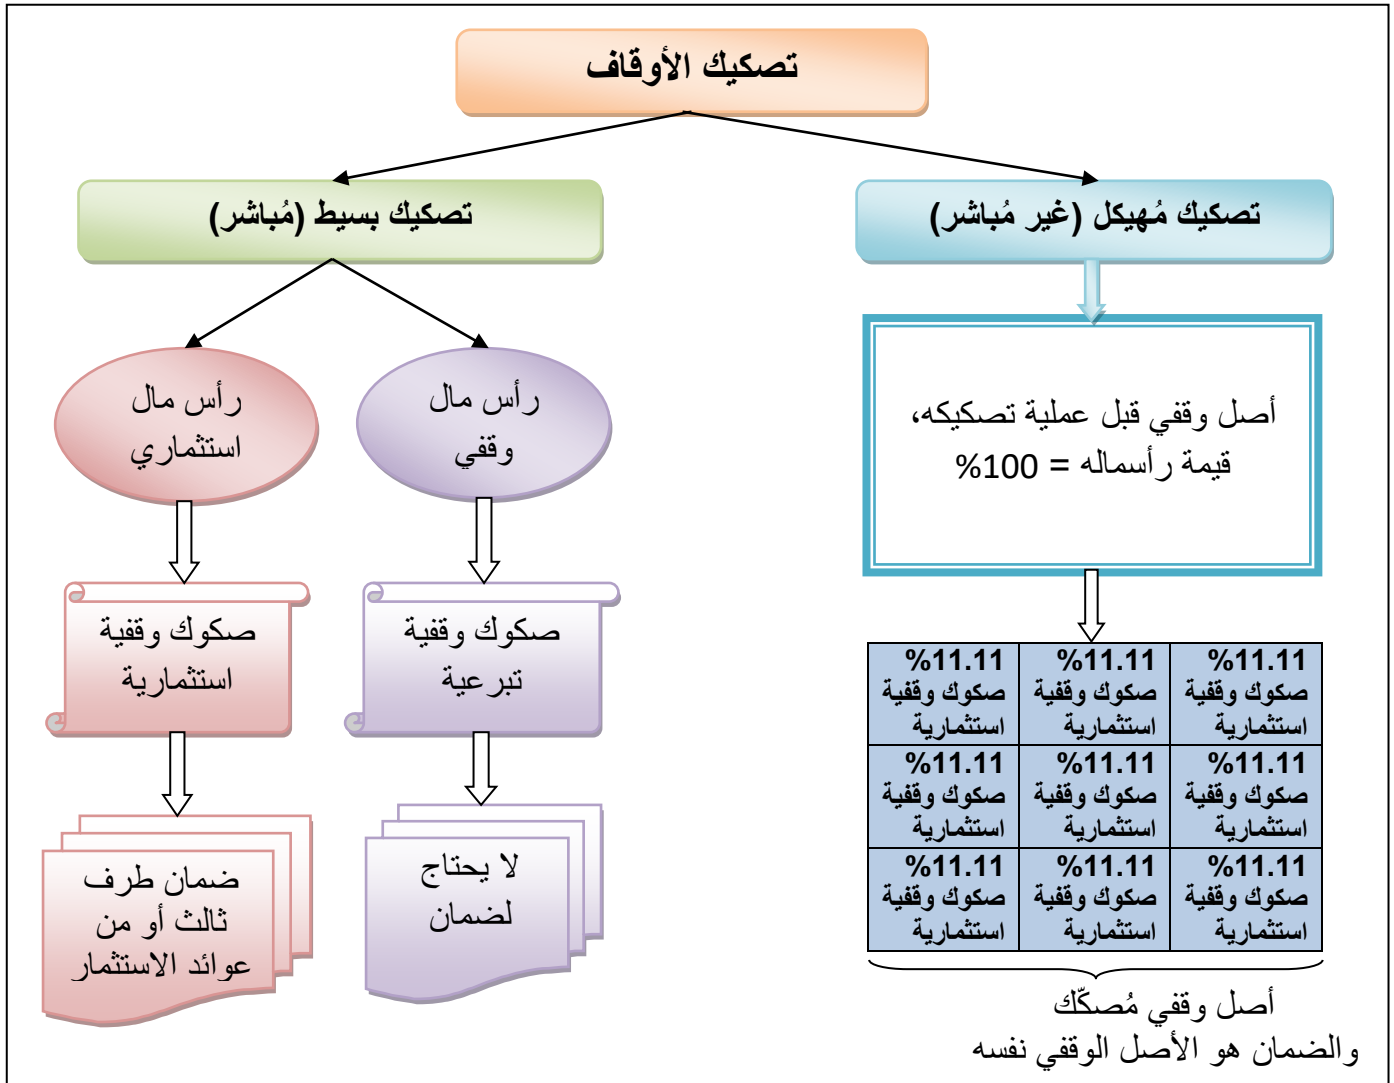 تصكيك الأوقاف
تصكيك مُهيكل (غير مُباشر)
تصكيك بسيط (مُباشر)
أصل وقفي قبل عملية تصكيكه،
قيمة رأسماله = 100%
رأس مال
وقفي
رأس مال
استثماري
صكوك وقفية
تبرعية
صكوك وقفية
استثمارية
%11.11
صكوك وقفية
استثمارية
%11.11
صكوك وقفية
استثمارية
%11.11
صكوك وقفية
استثمارية
%11.11
صكوك وقفية
استثمارية
%11.11
صكوك وقفية
استثمارية
%11.11
صكوك وقفية
استثمارية
%11.11
صكوك وقفية
استثمارية
%11.11
صكوك وقفية
استثمارية
%11.11
صكوك وقفية
استثمارية
لا يحتاج
لضمان
ضمان طرف
ثالث أو من
عوائد الاستثمار
أصل وقفي مُصكّك
والضمان هو الأصل الوقفي نفسه